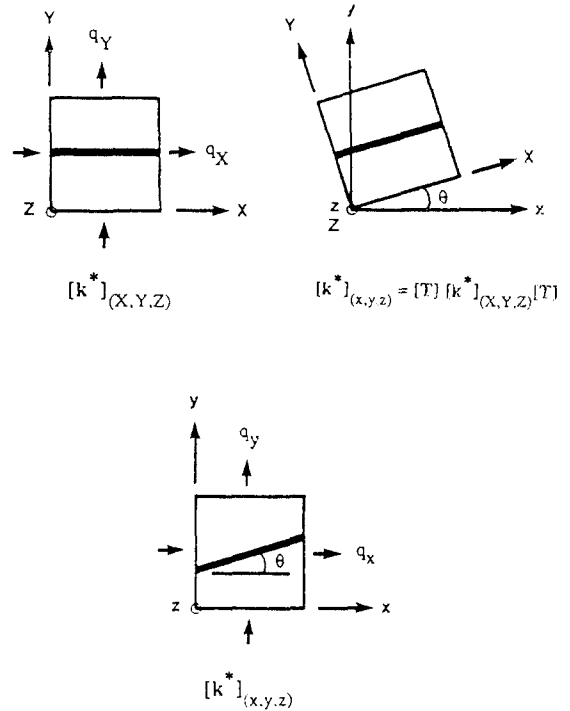 Y
q_Y
q_X
Z
X
[k*](X,Y,Z)
Y
y
X
θ
z
Z
x
[k*](x,y,z) = [T] [k*](X,Y,Z)[T]
y
q_y
θ
q_x
z
x
[k*](x,y,z)